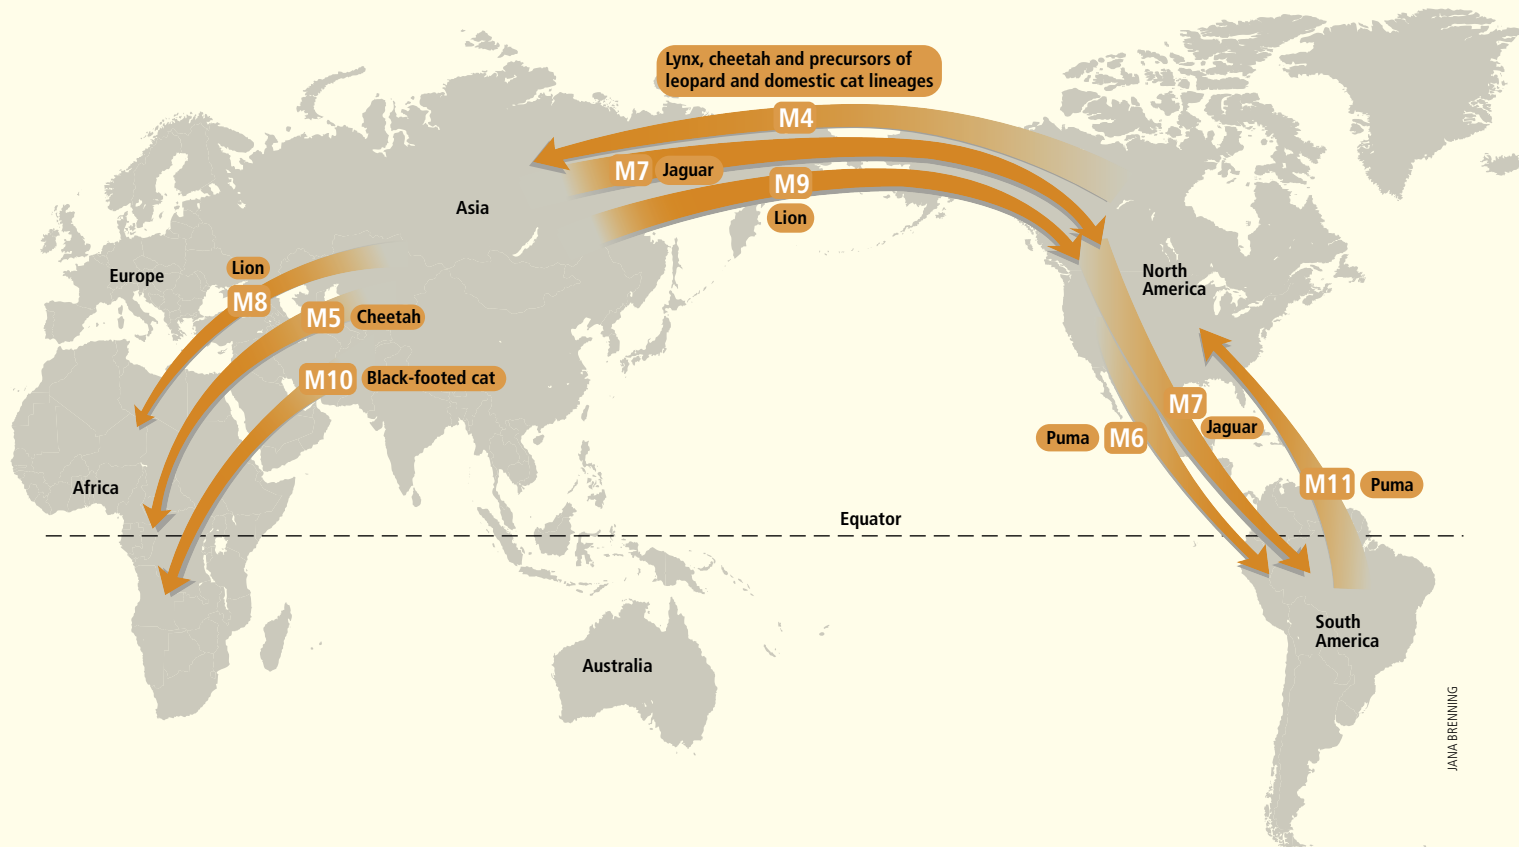 Lynx, cheetah and precursors of
leopard and domestic cat lineages
M4
M7 Jaguar
M9
Lion
Asia
Europe
Lion
M8
M5 Cheetah
M10 Black-footed cat
Africa
North
America
M7
Jaguar
Puma M6
M11 Puma
Equator
South
America
Australia
JANA BRENNING